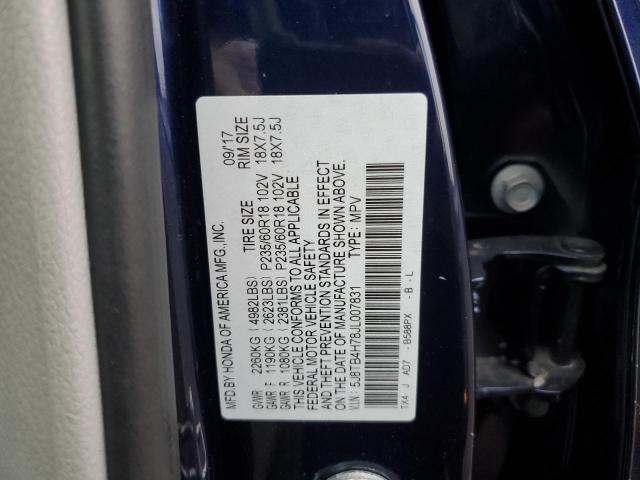 MFD.BY HONDA OF AMERICA MFG.,INC. 09/17
TIRE SIZE RIM SIZE
GVWR 2260KG (4982LBS)
GAWR F 1190KG (2623LBS) P235/60R18 102V 18X7.5J
GAWR R 1080KG (2381LBS) P235/60R18 102V 18X7.5J
THIS VEHICLE CONFORMS TO ALL APPLICABLE
FEDERAL MOTOR VEHICLE SAFETY
AND THEFT PREVENTION STANDARDS IN EFFECT
ON THE DATE OF MANUFACTURE SHOWN ABOVE.
V.I.N: 5J8TB4H78JL007831 TYPE: MPV
TX4 J A07 - B588PX - B - L